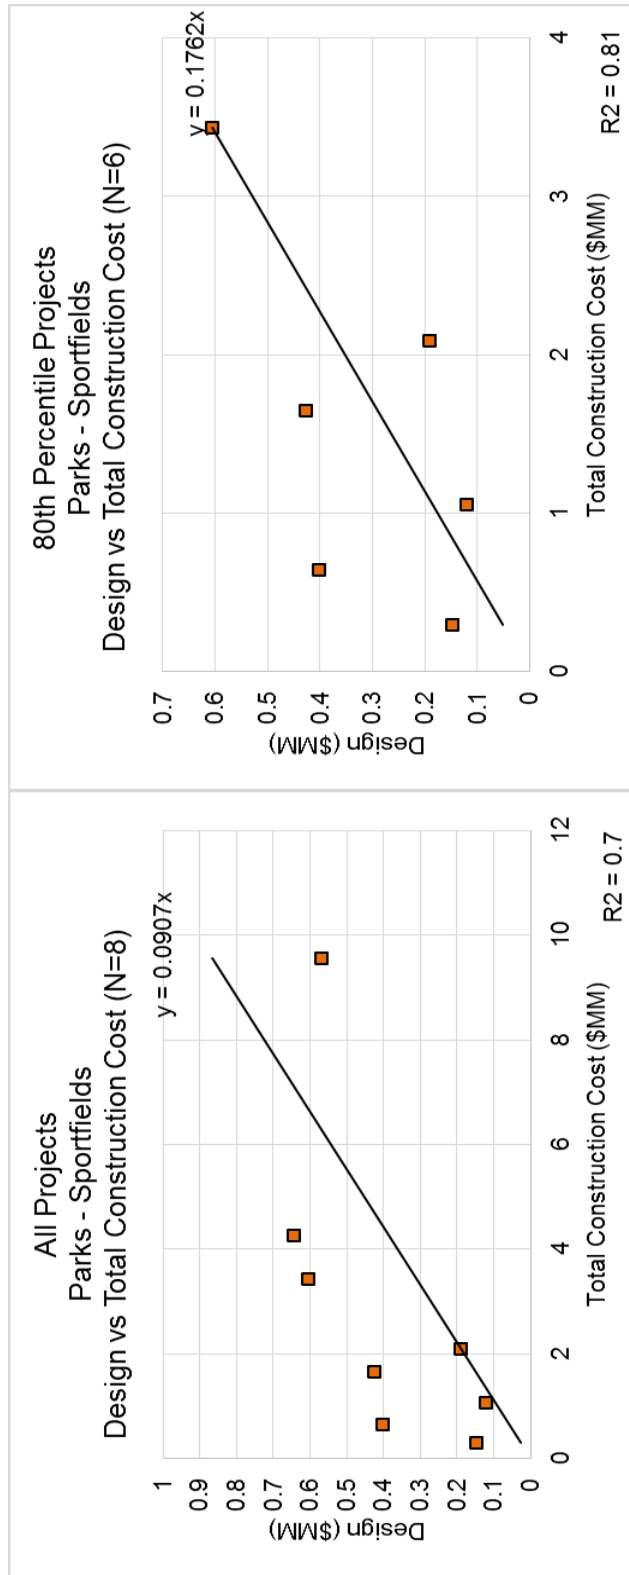 All Projects
Parks - Sportfields
Design vs Total Construction Cost (N=8)
y = 0.0907x
1
0.9
0.8
0.7
0.6
0.5
0.4
0.3
0.2
0.1
0
Design ($MM)
0
2
4
6
8
10
12
Total Construction Cost ($MM)
R2 = 0.7
80th Percentile Projects
Parks - Sportfields
Design vs Total Construction Cost (N=6)
y = 0.1762x
0.7
0.6
0.5
0.4
0.3
0.2
0.1
0
Design ($MM)
0
1
2
3
4
Total Construction Cost ($MM)
R2 = 0.81